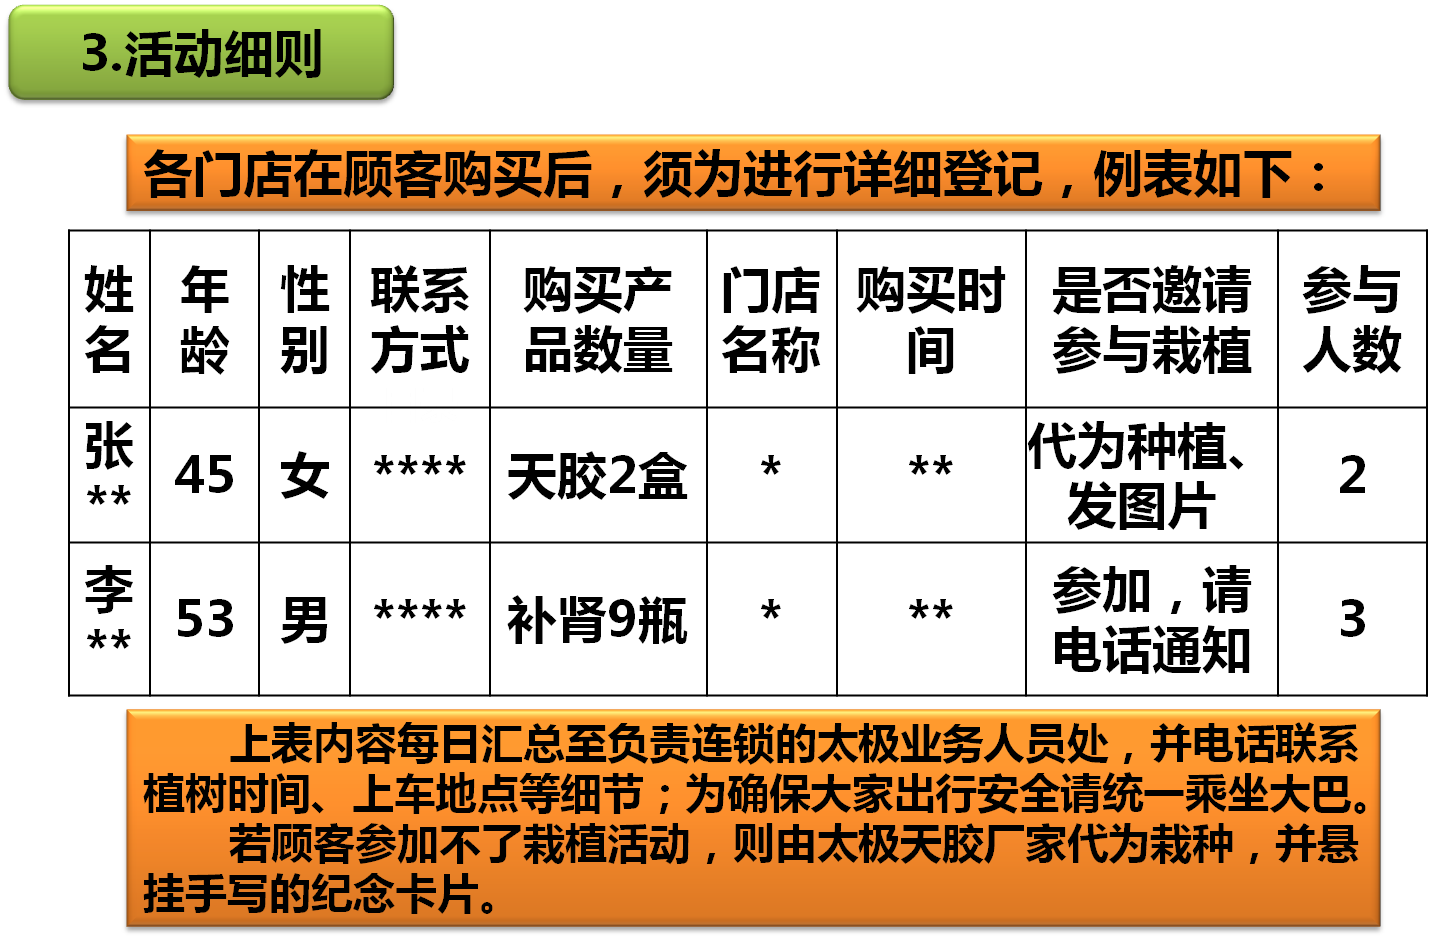 3.活动细则
各门店在顾客购买后，须为进行详细登记，例表如下：
姓名 年龄 性别 联系方式 购买产品数量 门店名称 购买时间 是否邀请参与栽植 参与人数
张** 45 女 **** 天胶2盒 * ** 代为种植、发图片 2
李** 53 男 **** 补肾9瓶 * ** 参加，请电话通知 3
上表内容每日汇总至负责连锁的太极业务人员处，并电话联系
植树时间、上车地点等细节；为确保大家出行安全请统一乘坐大巴。
若顾客参加不了栽植活动，则由太极天胶厂家代为栽种，并悬
挂手写的纪念卡片。